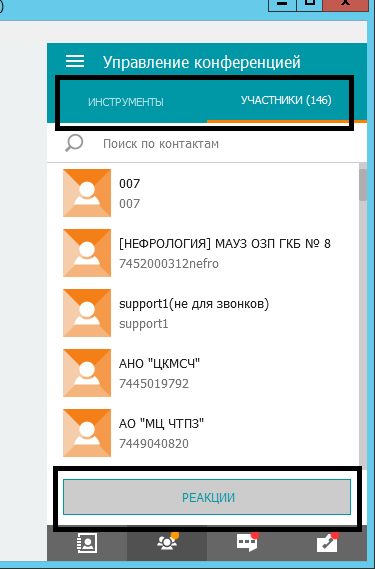 Управление конференцией
ИНСТРУМЕНТЫ
УЧАСТНИКИ (146)
Поиск по контактам
007
007
[НЕФРОЛОГИЯ] МАУЗ ОЗП ГКБ № 8
7452000312nefro
support1(не для звонков)
support1
АНО "ЦКМСЧ"
7445019792
АО "МЦ ЧТПЗ"
7449040820
РЕАКЦИИ